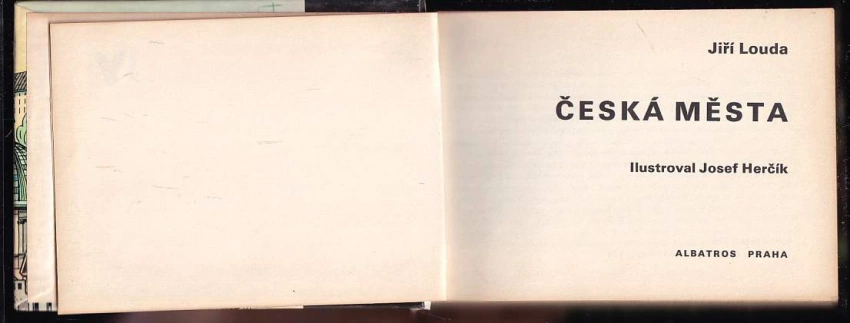 Jiří Louda
ČESKÁ MĚSTA
Ilustroval Josef Herčík
ALBATROS PRAHA